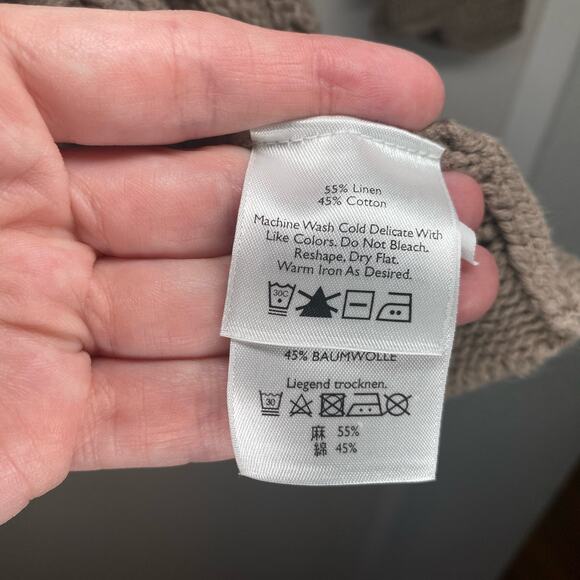 55% Linen
45% Cotton
Machine Wash Cold Delicate With
Like Colors. Do Not Bleach.
Reshape, Dry Flat.
Warm Iron As Desired.
30C
45% BAUMWOLLE
Liegend trocknen.
30
麻 55%
綿 45%